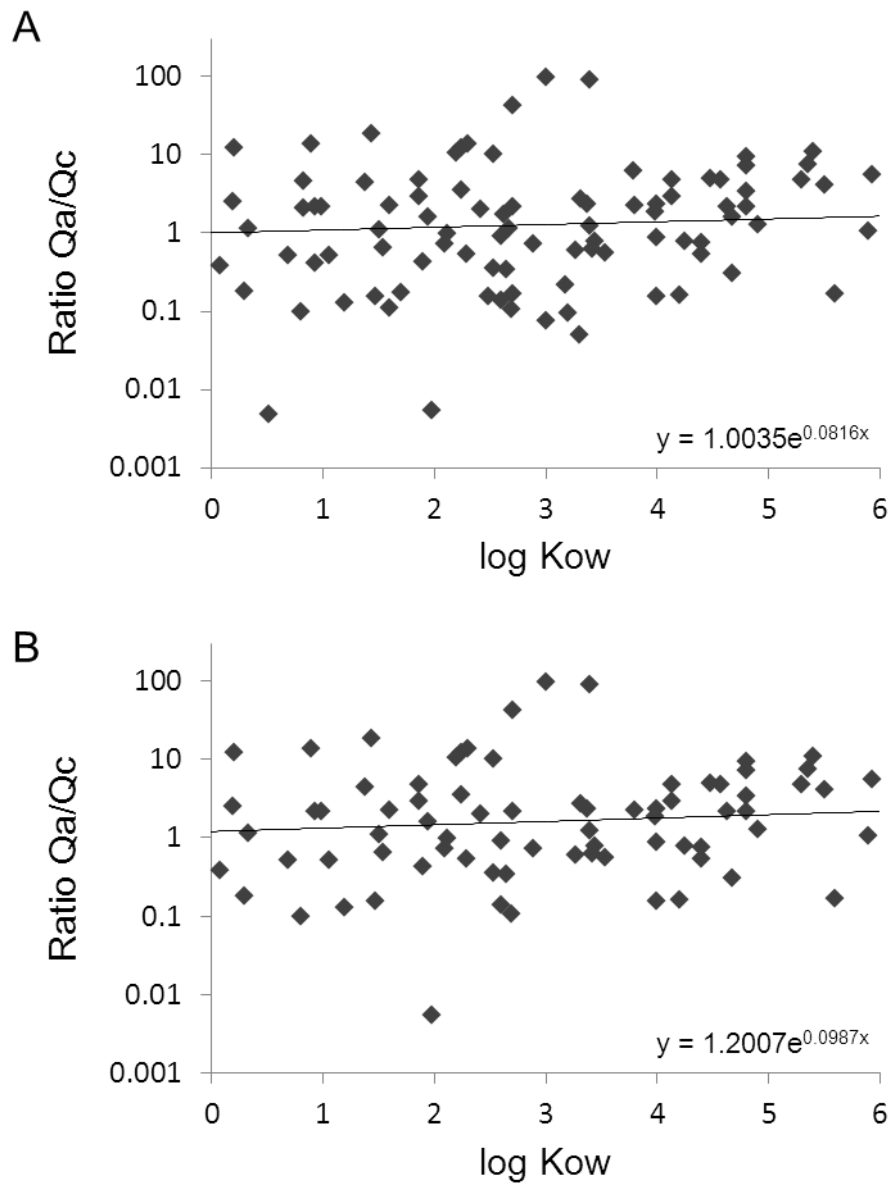 A
Ratio Qa/Qc
100
10
1
0.1
0.01
0.001
y = 1.0035e^0.0816x
0 1 2 3 4 5 6
log Kow
B
Ratio Qa/Qc
100
10
1
0.1
0.01
0.001
y = 1.2007e^0.0987x
0 1 2 3 4 5 6
log Kow